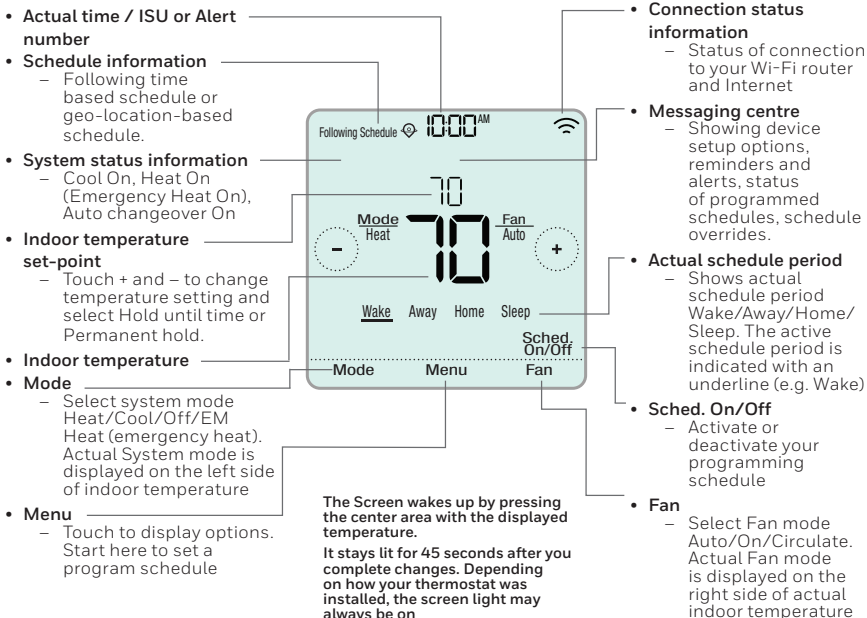 • Actual time / ISU or Alert
number
• Schedule information
– Following time
based schedule or
geo-location-based
schedule.
• System status information
– Cool On, Heat On
(Emergency Heat On),
Auto changeover On
• Indoor temperature
set-point
– Touch + and – to change
temperature setting and
select Hold until time or
Permanent hold.
• Indoor temperature
• Mode
– Select system mode
Heat/Cool/Off/EM
Heat (emergency heat).
Actual System mode is
displayed on the left side
of indoor temperature
• Menu
– Touch to display options.
Start here to set a
program schedule
Following Schedule 10:00 AM
70
Mode
Heat
70
Fan
Auto
-
+
Wake Away Home Sleep
Sched.
On/Off
Mode Menu Fan
The Screen wakes up by pressing
the center area with the displayed
temperature.
It stays lit for 45 seconds after you
complete changes. Depending
on how your thermostat was
installed, the screen light may
always be on
• Connection status
information
– Status of connection
to your Wi-Fi router
and Internet
• Messaging centre
– Showing device
setup options,
reminders and
alerts, status
of programmed
schedules, schedule
overrides.
• Actual schedule period
– Shows actual
schedule period
Wake/Away/Home/
Sleep. The active
schedule period is
indicated with an
underline (e.g. Wake)
• Sched. On/Off
– Activate or
deactivate your
programming
schedule
• Fan
– Select Fan mode
Auto/On/Circulate.
Actual Fan mode
is displayed on the
right side of actual
indoor temperature